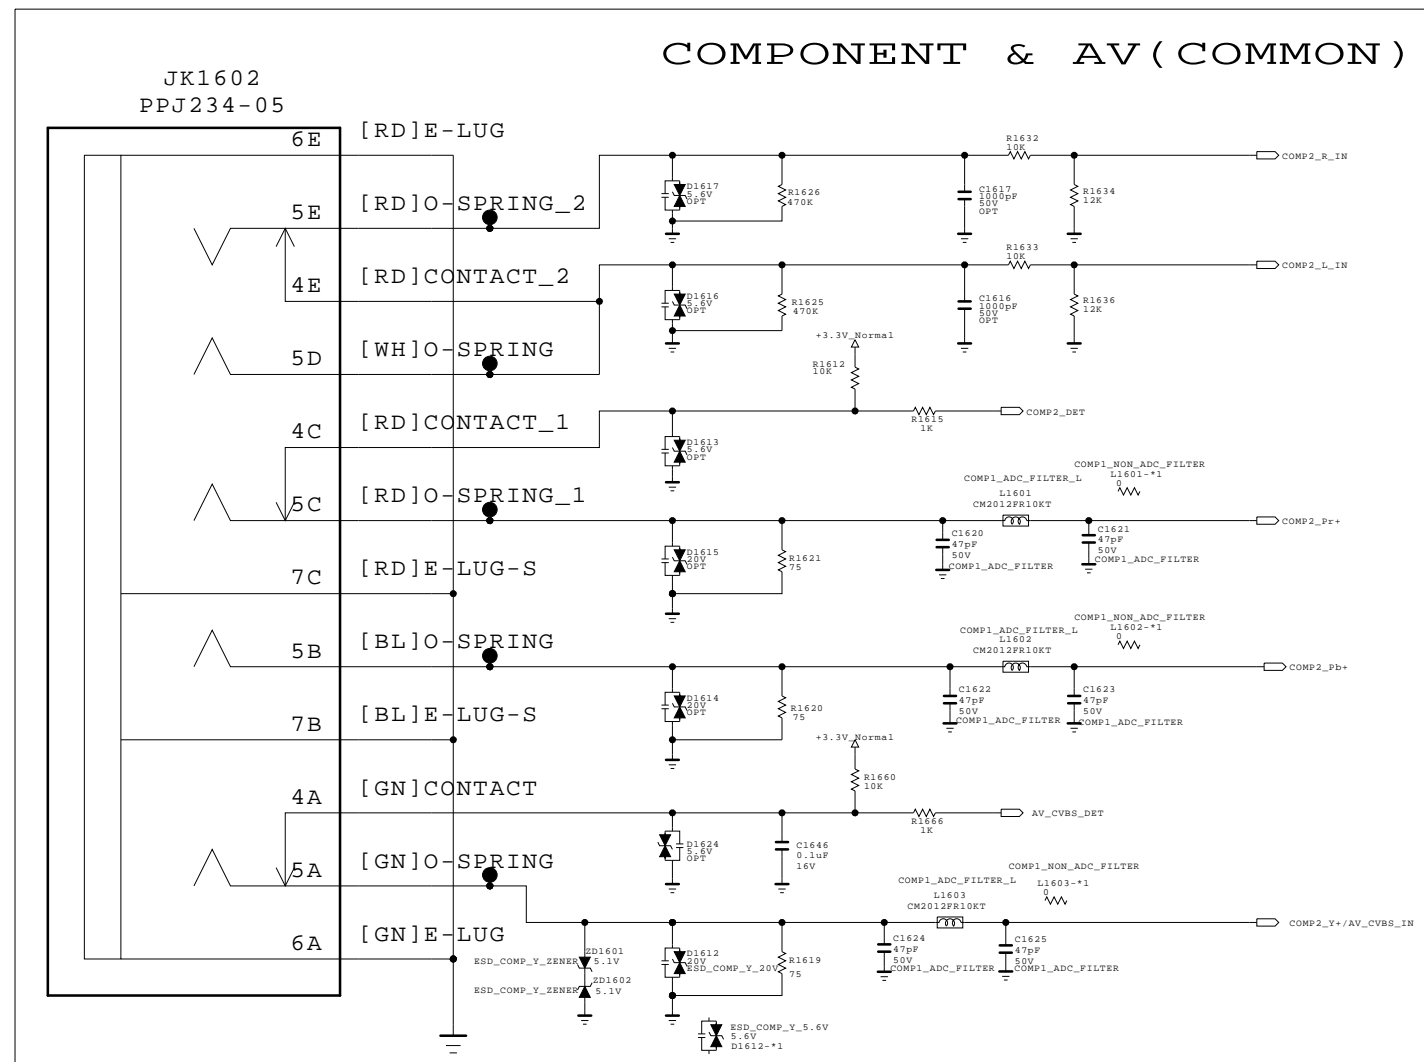 COMPONENT & AV(COMMON)
JK1602
PPJ234-05
6E
[RD]E-LUG
5E
[RD]O-SPRING_2
4E
[RD]CONTACT_2
5D
[WH]O-SPRING
4C
[RD]CONTACT_1
5C
[RD]O-SPRING_1
7C
[RD]E-LUG-S
5B
[BL]O-SPRING
7B
[BL]E-LUG-S
4A
[GN]CONTACT
5A
[GN]O-SPRING
6A
[GN]E-LUG
D1617
5.6V
OPT
R1626
470K
C1617
1000pF
50V
OPT
R1632
10K
R1634
12K
COMP2_R_IN
D1616
5.6V
OPT
R1625
470K
C1616
1000pF
50V
OPT
R1633
10K
R1636
12K
COMP2_L_IN
+3.3V_Normal
R1612
10K
R1615
1K
COMP2_DET
D1613
5.6V
OPT
COMP1_NON_ADC_FILTER
L1601-*1
0
COMP1_ADC_FILTER_L
L1601
CM2012FR10KT
D1615
20V
OPT
R1621
75
C1620
47pF
50V
COMP1_ADC_FILTER
C1621
47pF
50V
COMP1_ADC_FILTER
COMP2_Pr+
COMP1_NON_ADC_FILTER
L1602-*1
0
COMP1_ADC_FILTER_L
L1602
CM2012FR10KT
D1614
20V
OPT
R1620
75
C1622
47pF
50V
COMP1_ADC_FILTER
C1623
47pF
50V
COMP1_ADC_FILTER
COMP2_Pb+
+3.3V_Normal
R1660
10K
R1666
1K
AV_CVBS_DET
D1624
5.6V
OPT
C1646
0.1uF
16V
COMP1_NON_ADC_FILTER
L1603-*1
0
COMP1_ADC_FILTER_L
L1603
CM2012FR10KT
ZD1601
5.1V
ESD_COMP_Y_ZENER
ZD1602
5.1V
ESD_COMP_Y_ZENER
D1612
20V
ESD_COMP_Y_20V
R1619
75
C1624
47pF
50V
COMP1_ADC_FILTER
C1625
47pF
50V
COMP1_ADC_FILTER
COMP2_Y+/AV_CVBS_IN
ESD_COMP_Y_5.6V
5.6V
D1612-*1